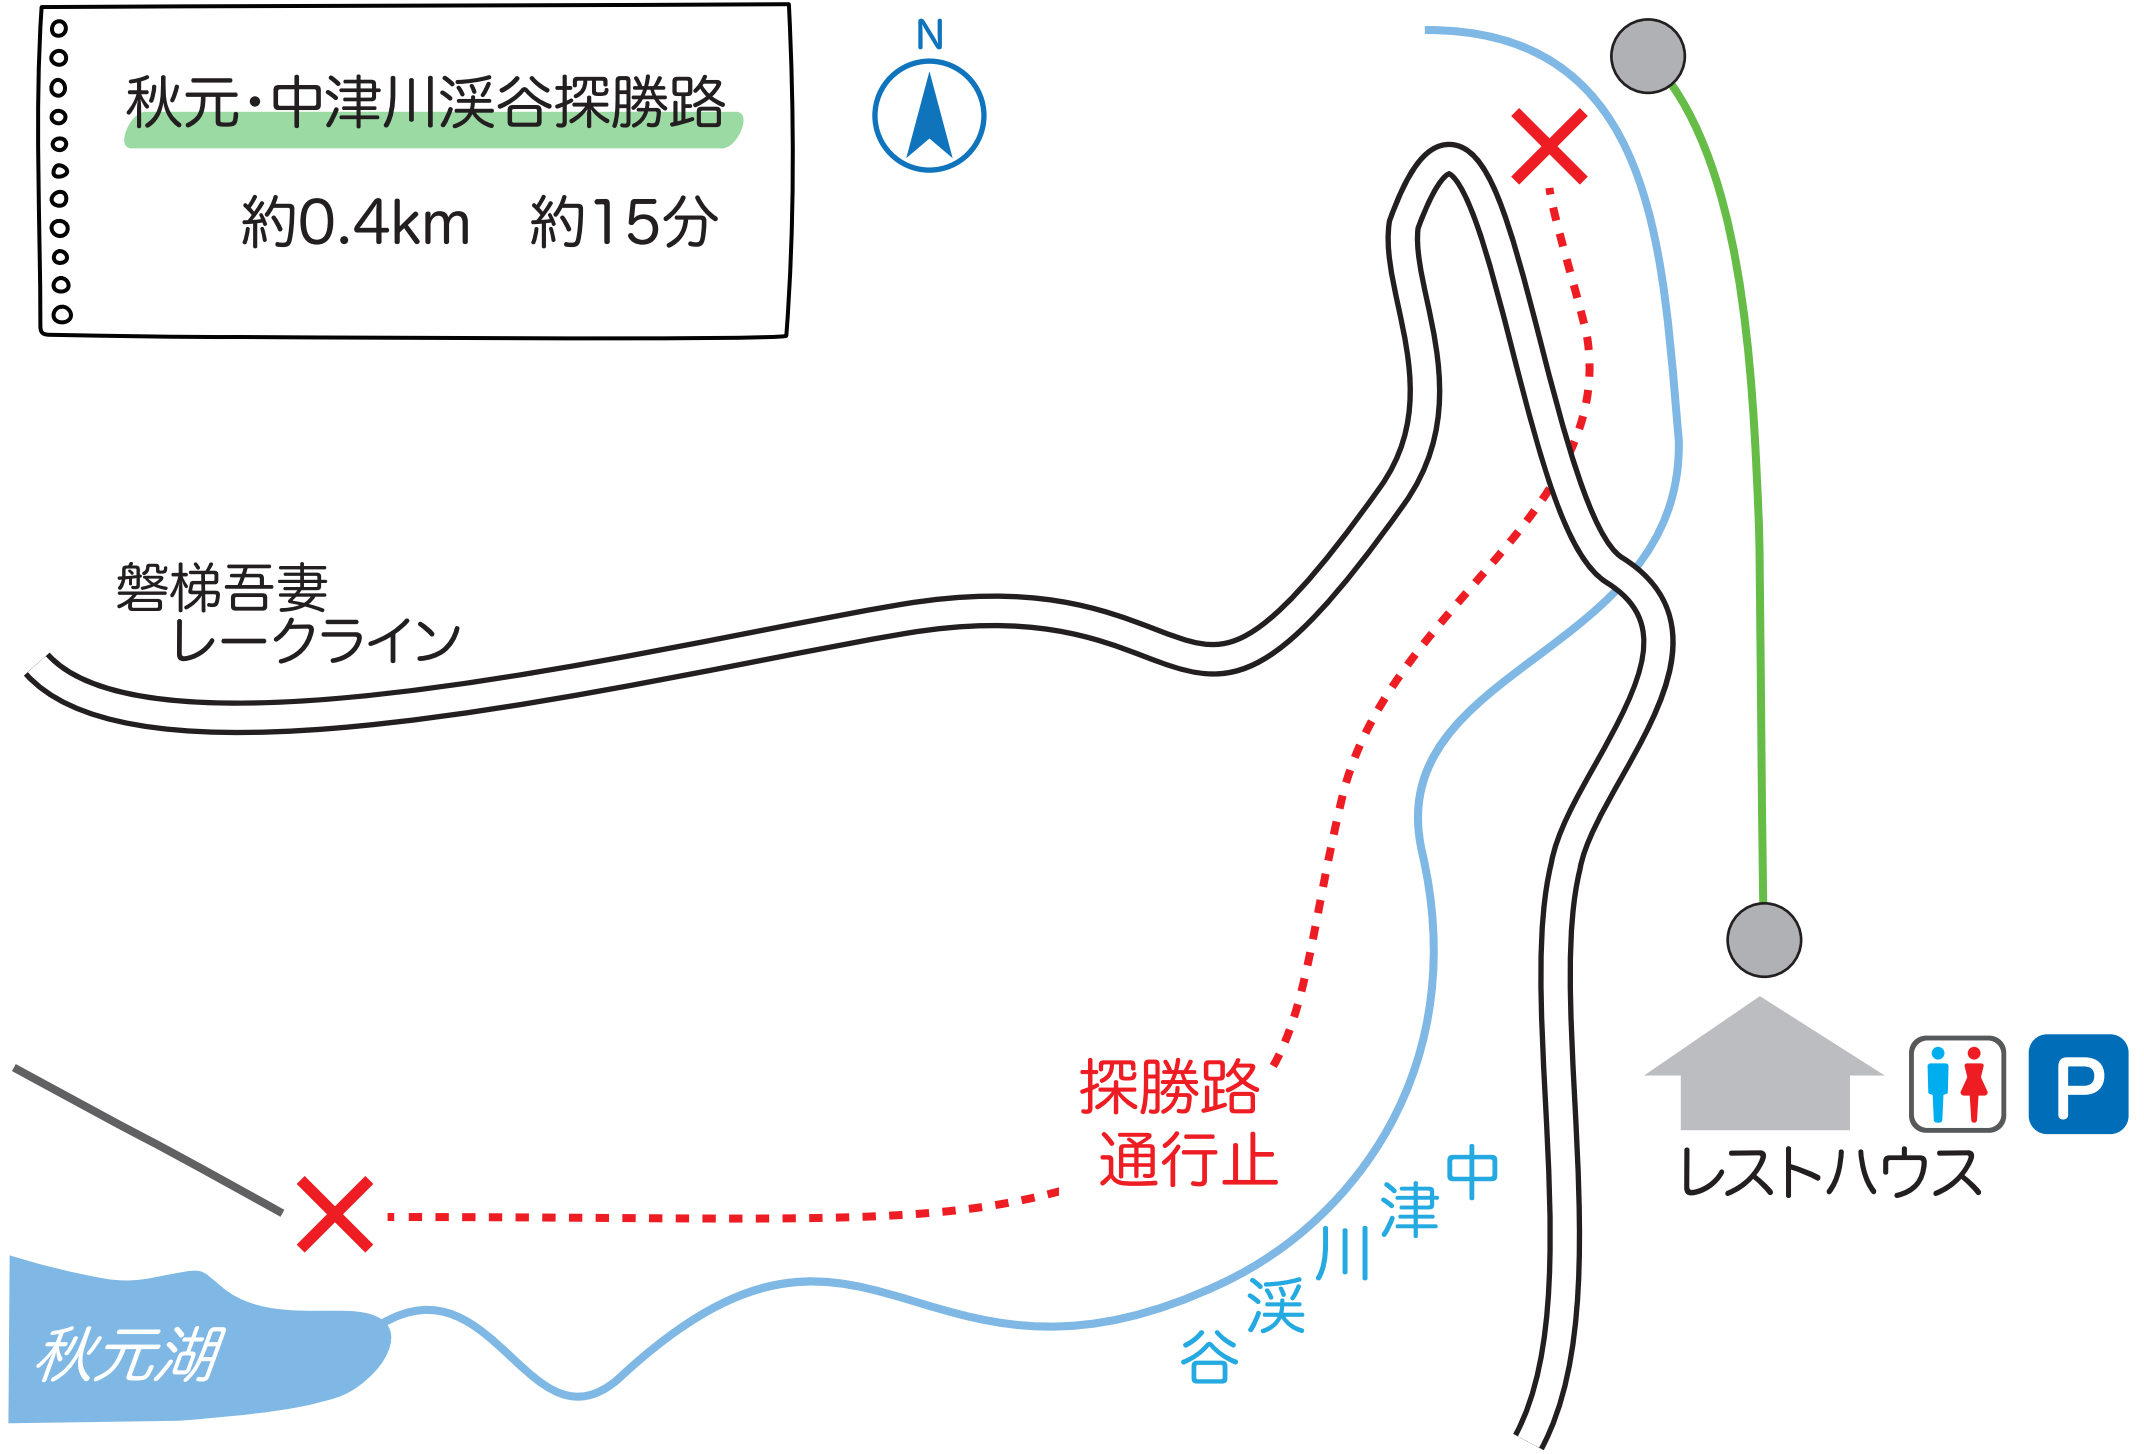 秋元・中津川渓谷探勝路
約0.4km　約15分
N
磐梯吾妻
レークライン
探勝路
通行止
中津川渓谷
P
レストハウス
秋元湖